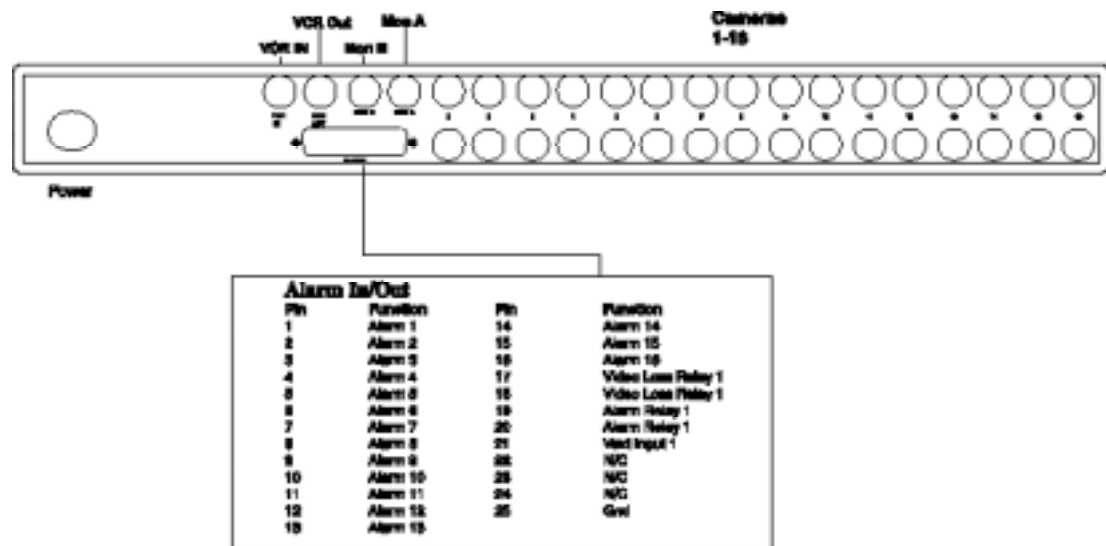 VCR Out Mon A
Cameras
1-16
VCR IN Mon B
Power
Alarm In/Out
Pin Function Pin Function
1 Alarm 1 14 Alarm 14
2 Alarm 2 15 Alarm 15
3 Alarm 3 16 Alarm 16
4 Alarm 4 17 Video Loss Relay 1
5 Alarm 5 18 Video Loss Relay 1
6 Alarm 6 19 Alarm Relay 1
7 Alarm 7 20 Alarm Relay 1
8 Alarm 8 21 Vext Input 1
9 Alarm 9 22 N/C
10 Alarm 10 23 N/C
11 Alarm 11 24 N/C
12 Alarm 12 25 Gnd
13 Alarm 13